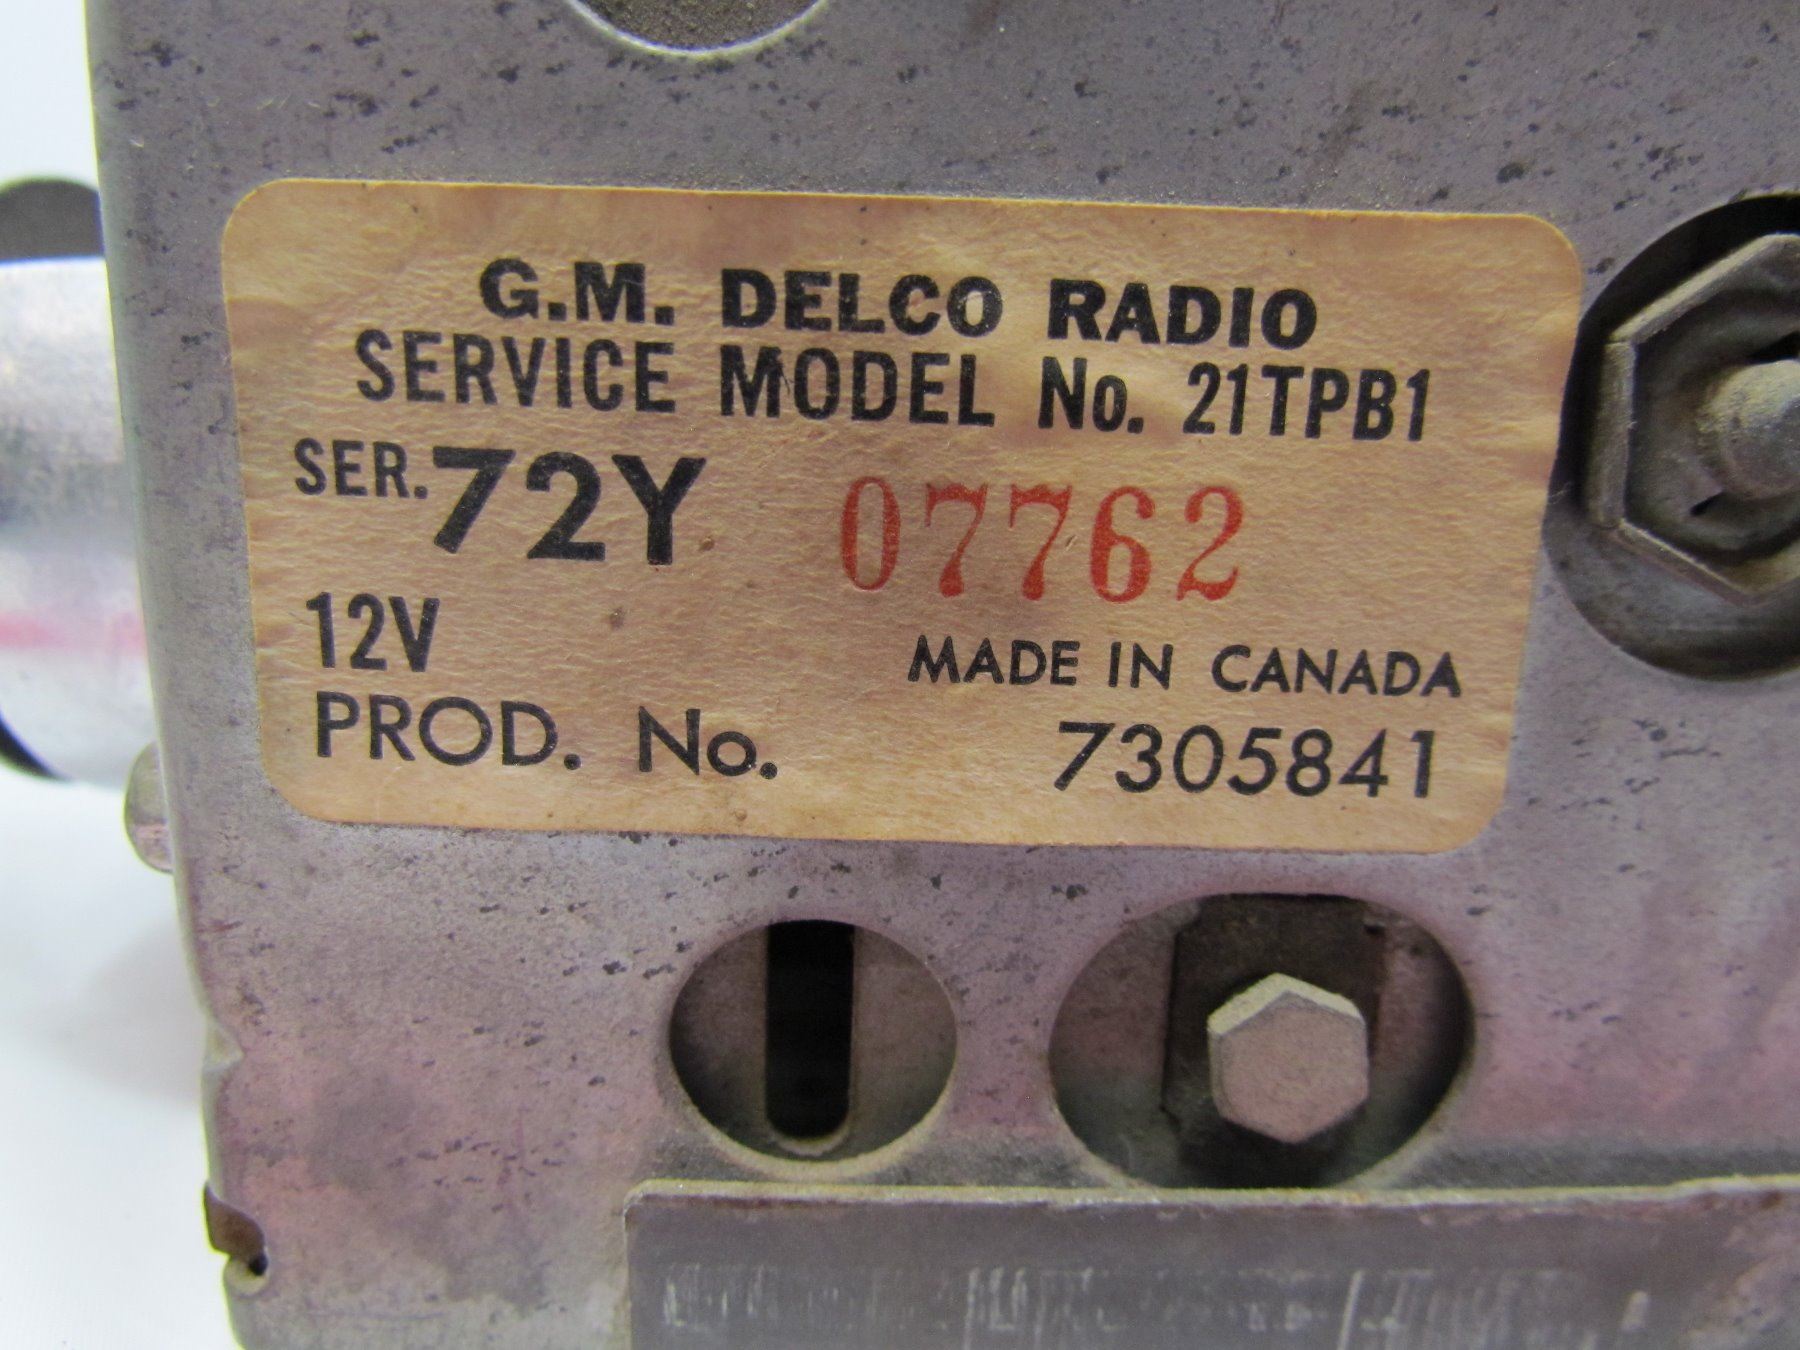 G.M. DELCO RADIO
SERVICE MODEL No. 21TPB1
SER. 72Y 07762
12V MADE IN CANADA
PROD. No. 7305841